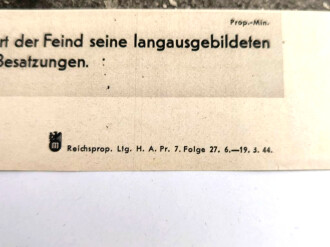 Prop.-Min.
rt der Feind seine langausgebildeten
Besatzungen.
Reichsprop. Ltg. H. A. Pr. 7. Folge 27. 6.—19. 3. 44.